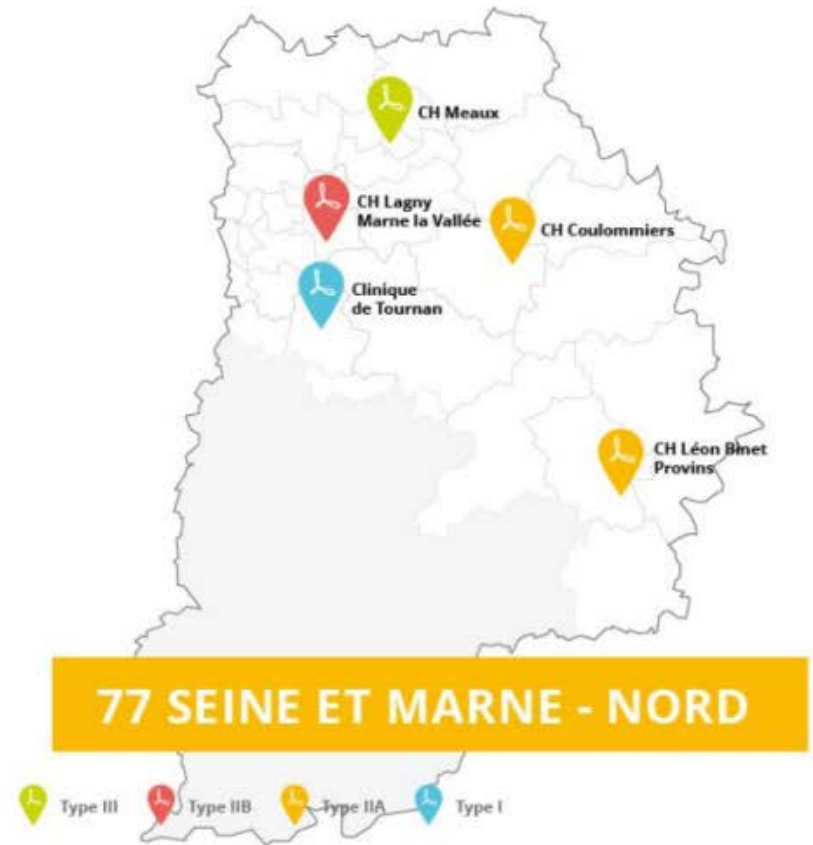 CH Meaux
CH Lagny
Marne la Vallée
CH Coulommiers
Clinique
de Tournan
CH Léon Binet
Provins
77 SEINE ET MARNE - NORD
Type III
Type IIB
Type IIA
Type I